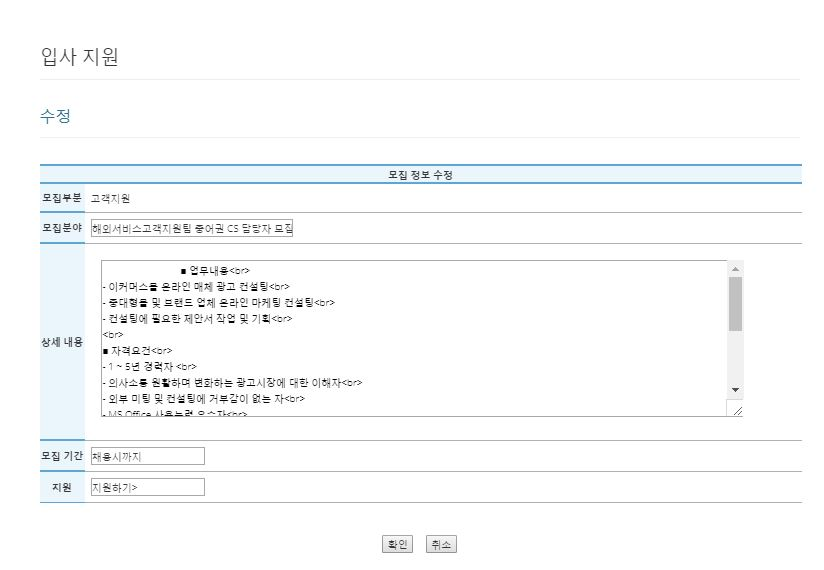 입사 지원
수정
모집 정보 수정
모집부분 고객지원
모집분야 해외서비스고객지원팀 중어권 CS 담당자 모집
상세 내용
■ 업무내용<br>
- 이커머스몰 온라인 매체 광고 컨설팅<br>
- 중대형몰 및 브랜드 업체 온라인 마케팅 컨설팅<br>
- 컨설팅에 필요한 제안서 작업 및 기획<br>
<br>
■ 자격요건<br>
- 1 ~ 5년 경력자 <br>
- 의사소통 원활하며 변화하는 광고시장에 대한 이해자<br>
- 외부 미팅 및 컨설팅에 거부감이 없는 자<br>
- MS Office 사용능력 우수자<br>
모집 기간 채용시까지
지원 지원하기>
확인 취소